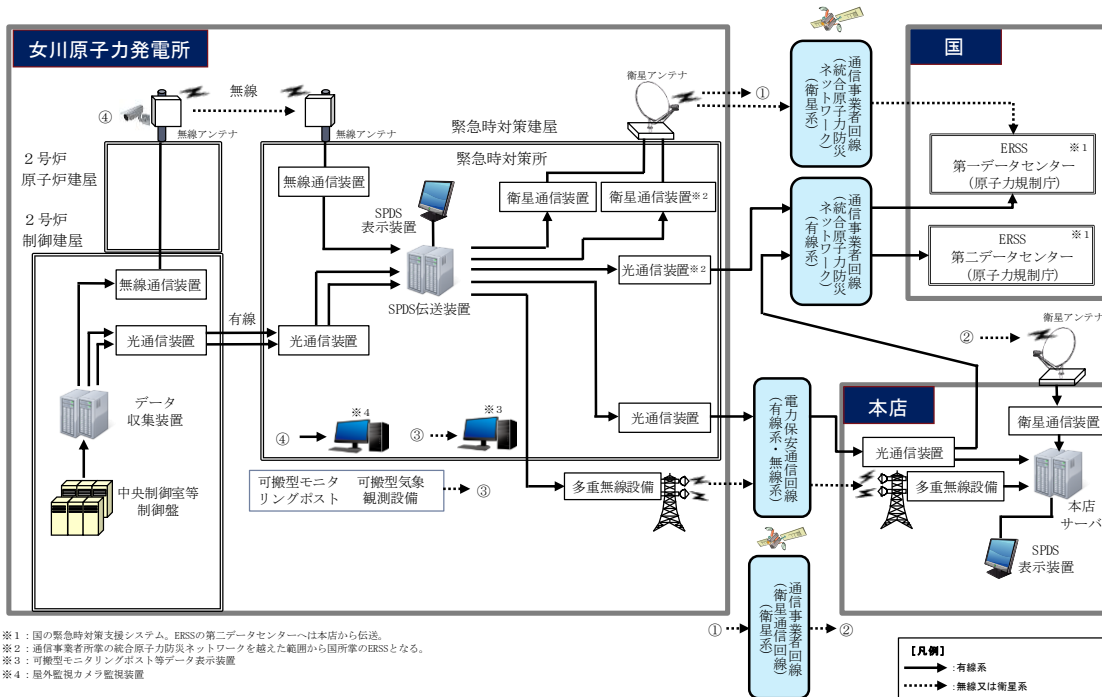 女川原子力発電所
④
無線
無線アンテナ
無線アンテナ
衛星アンテナ
①
緊急時対策建屋
緊急時対策所
2号炉
原子炉建屋
2号炉
制御建屋
無線通信装置
SPDS
表示装置
衛星通信装置
衛星通信装置※2
無線通信装置
SPDS伝送装置
光通信装置※2
有線
光通信装置
光通信装置
データ
収集装置
中央制御室等
制御盤
※4
④
※3
③
光通信装置
可搬型モニタ
リングポスト
可搬型気象
観測設備
③
多重無線設備
通信事業者回線
(統合原子力防災
ネットワーク)
(衛星系)
通信事業者回線
(統合原子力防災
ネットワーク)
(有線系)
電力保安通信回線
(有線系・無線系)
①
通信事業者回線
(衛星通信回線)
(衛星系)
②
国
ERSS ※1
第一データセンター
(原子力規制庁)
ERSS ※1
第二データセンター
(原子力規制庁)
衛星アンテナ
②
本店
衛星通信装置
光通信装置
多重無線設備
本店
サーバ
SPDS
表示装置
※1:国の緊急時対策支援システム。ERSSの第二データセンターへは本店から伝送。
※2:通信事業者所掌の統合原子力防災ネットワークを越えた範囲から国所掌のERSSとなる。
※3:可搬型モニタリングポスト等データ表示装置
※4:屋外監視カメラ監視装置
【凡例】
:有線系
:無線又は衛星系